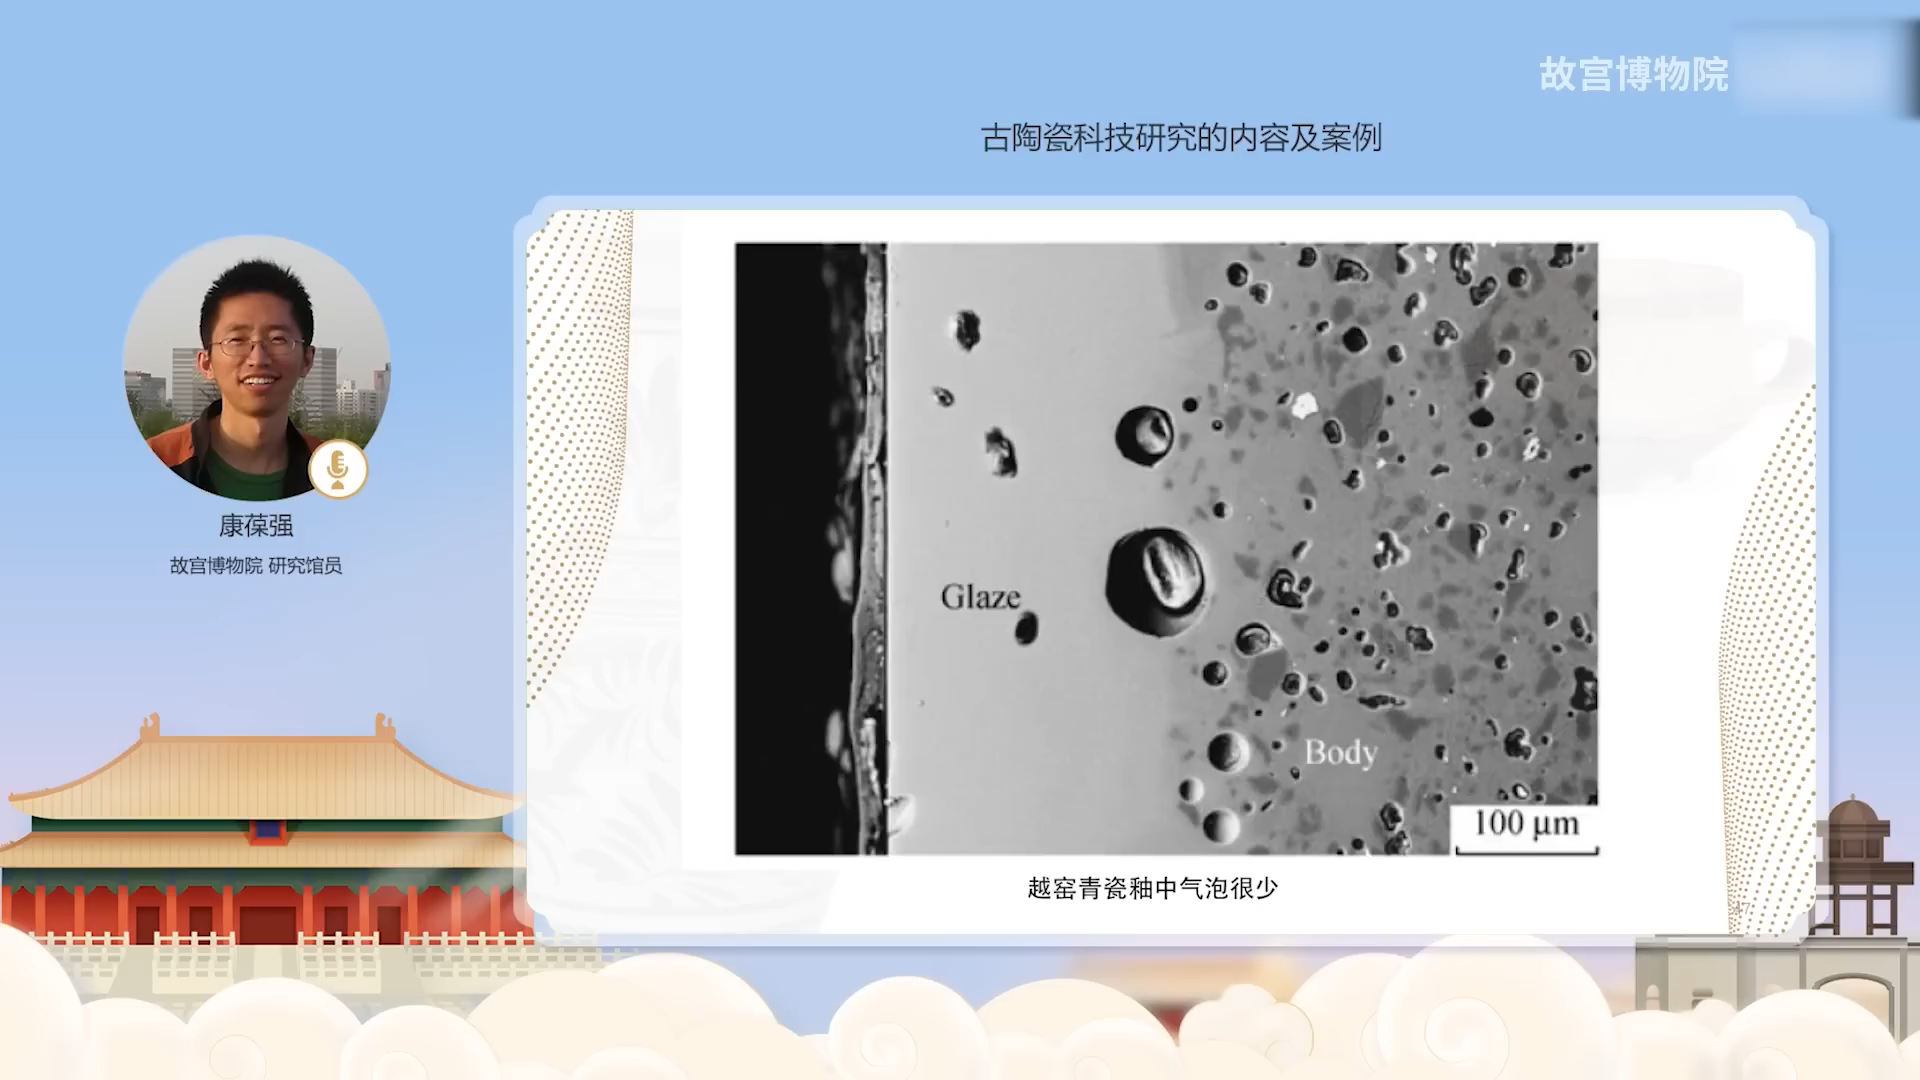 故宫博物院
古陶瓷科技研究的内容及案例
康葆强
故宫博物院 研究馆员
Glaze
Body
100 μm
越窑青瓷釉中气泡很少